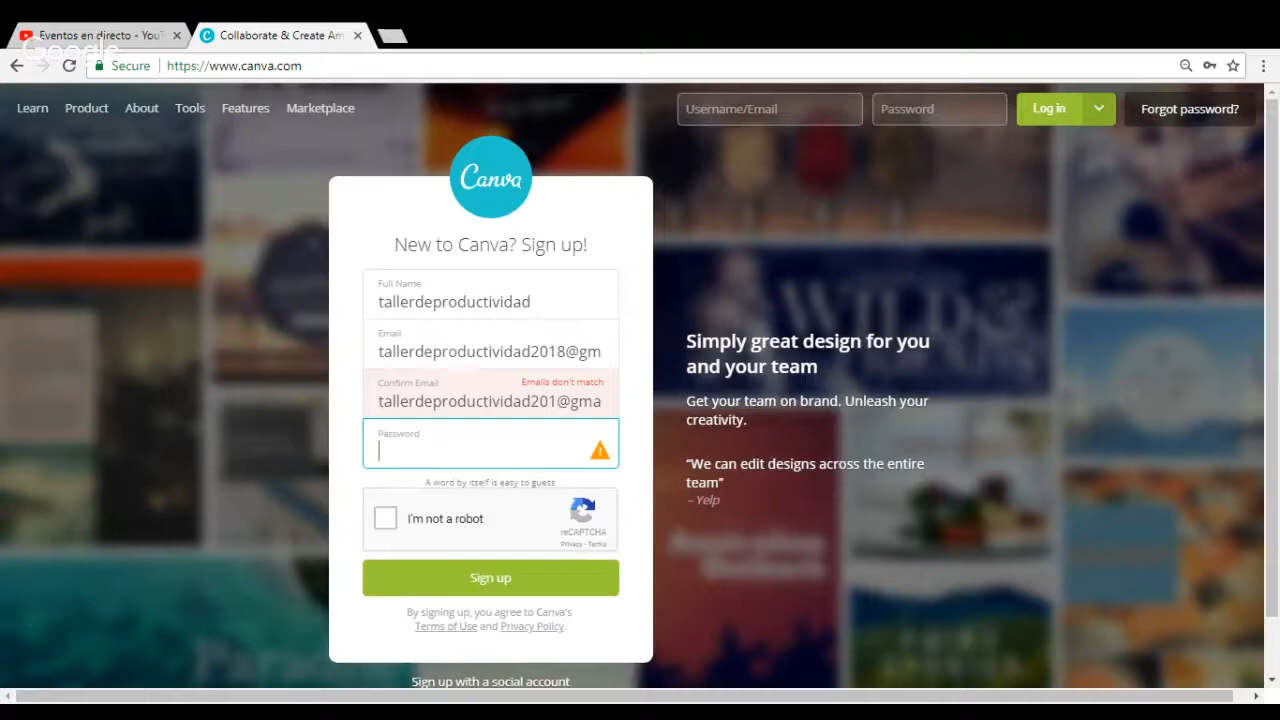 Eventos en directo - YouT
Collaborate & Create Am
Google
Secure
https://www.canva.com
Learn
Product
About
Tools
Features
Marketplace
Username/Email
Password
Log in
Forgot password?
Canva
New to Canva? Sign up!
Full Name
tallerdeproductividad
Email
tallerdeproductividad2018@gm
Confirm Email
Emails don't match
tallerdeproductividad201@gma
Password
A word by itself is easy to guess
I'm not a robot
reCAPTCHA
Privacy - Terms
Sign up
By signing up, you agree to Canva's
Terms of Use and Privacy Policy.
Sign up with a social account
Simply great design for you
and your team
Get your team on brand. Unleash your
creativity.
“We can edit designs across the entire
team”
– Yelp